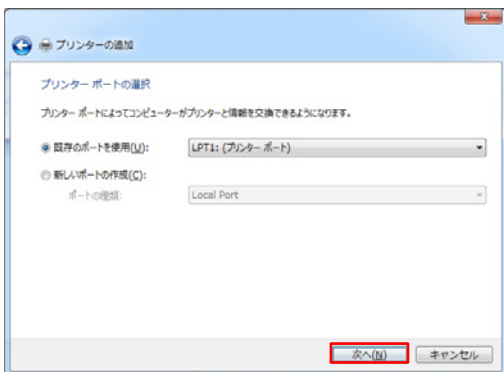 プリンターの追加
プリンター ポートの選択
プリンター ポートによってコンピューターがプリンターと情報を交換できるようになります。
既存のポートを使用(U): LPT1: (プリンター ポート)
新しいポートの作成(C):
ポートの種類: Local Port
次へ(N) キャンセル